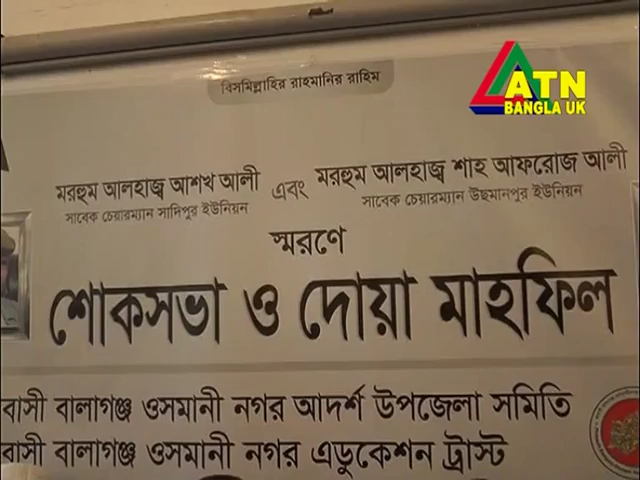 বিসমিল্লাহির রাহমানির রাহিম
ATN
BANGLA UK
মরহুম আলহাজ্ব আশখ আলী এবং মরহুম আলহাজ্ব শাহ আফরোজ আলী
সাবেক চেয়ারম্যান সাদিপুর ইউনিয়ন সাবেক চেয়ারম্যান উছমানপুর ইউনিয়ন
স্মরণে
শোকসভা ও দোয়া মাহফিল
বাসী বালাগঞ্জ ওসমানী নগর আদর্শ উপজেলা সমিতি
বাসী বালাগঞ্জ ওসমানী নগর এডুকেশন ট্রাস্ট